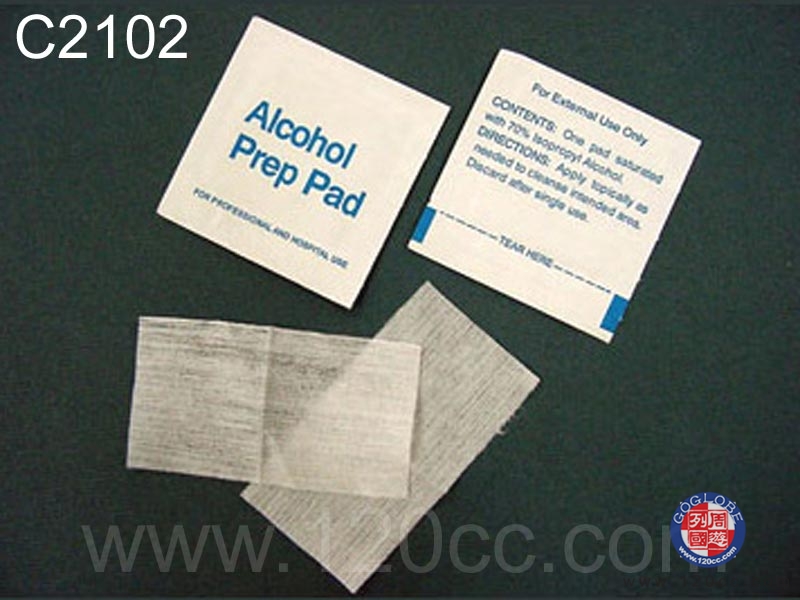 C2102
Alcohol
Prep Pad
FOR PROFESSIONAL AND HOSPITAL USE
For External Use Only
CONTENTS: One pad saturated
with 70% Isopropyl Alcohol.
DIRECTIONS: Apply topically as
needed to cleanse intended area.
Discard after single use.
TEAR HERE
www.120cc.com
GOGLOBE
列周
國遊
www.120cc.com